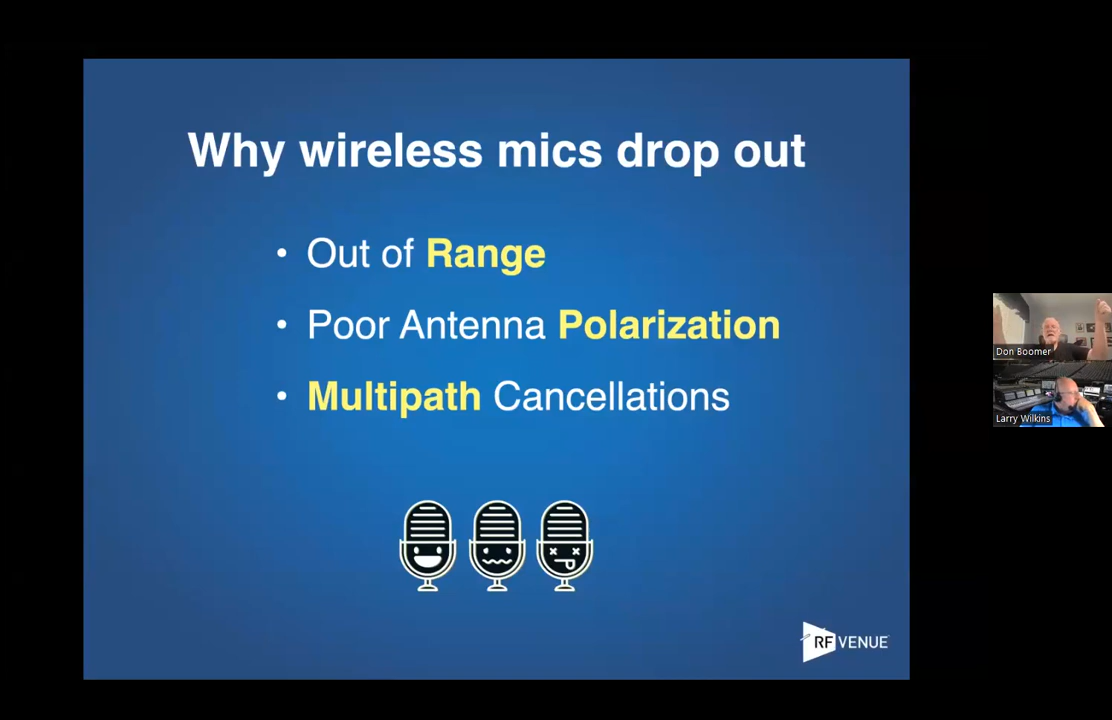 Why wireless mics drop out
• Out of Range
• Poor Antenna Polarization
• Multipath Cancellations
RF VENUE
Don Boomer
Larry Wilkins